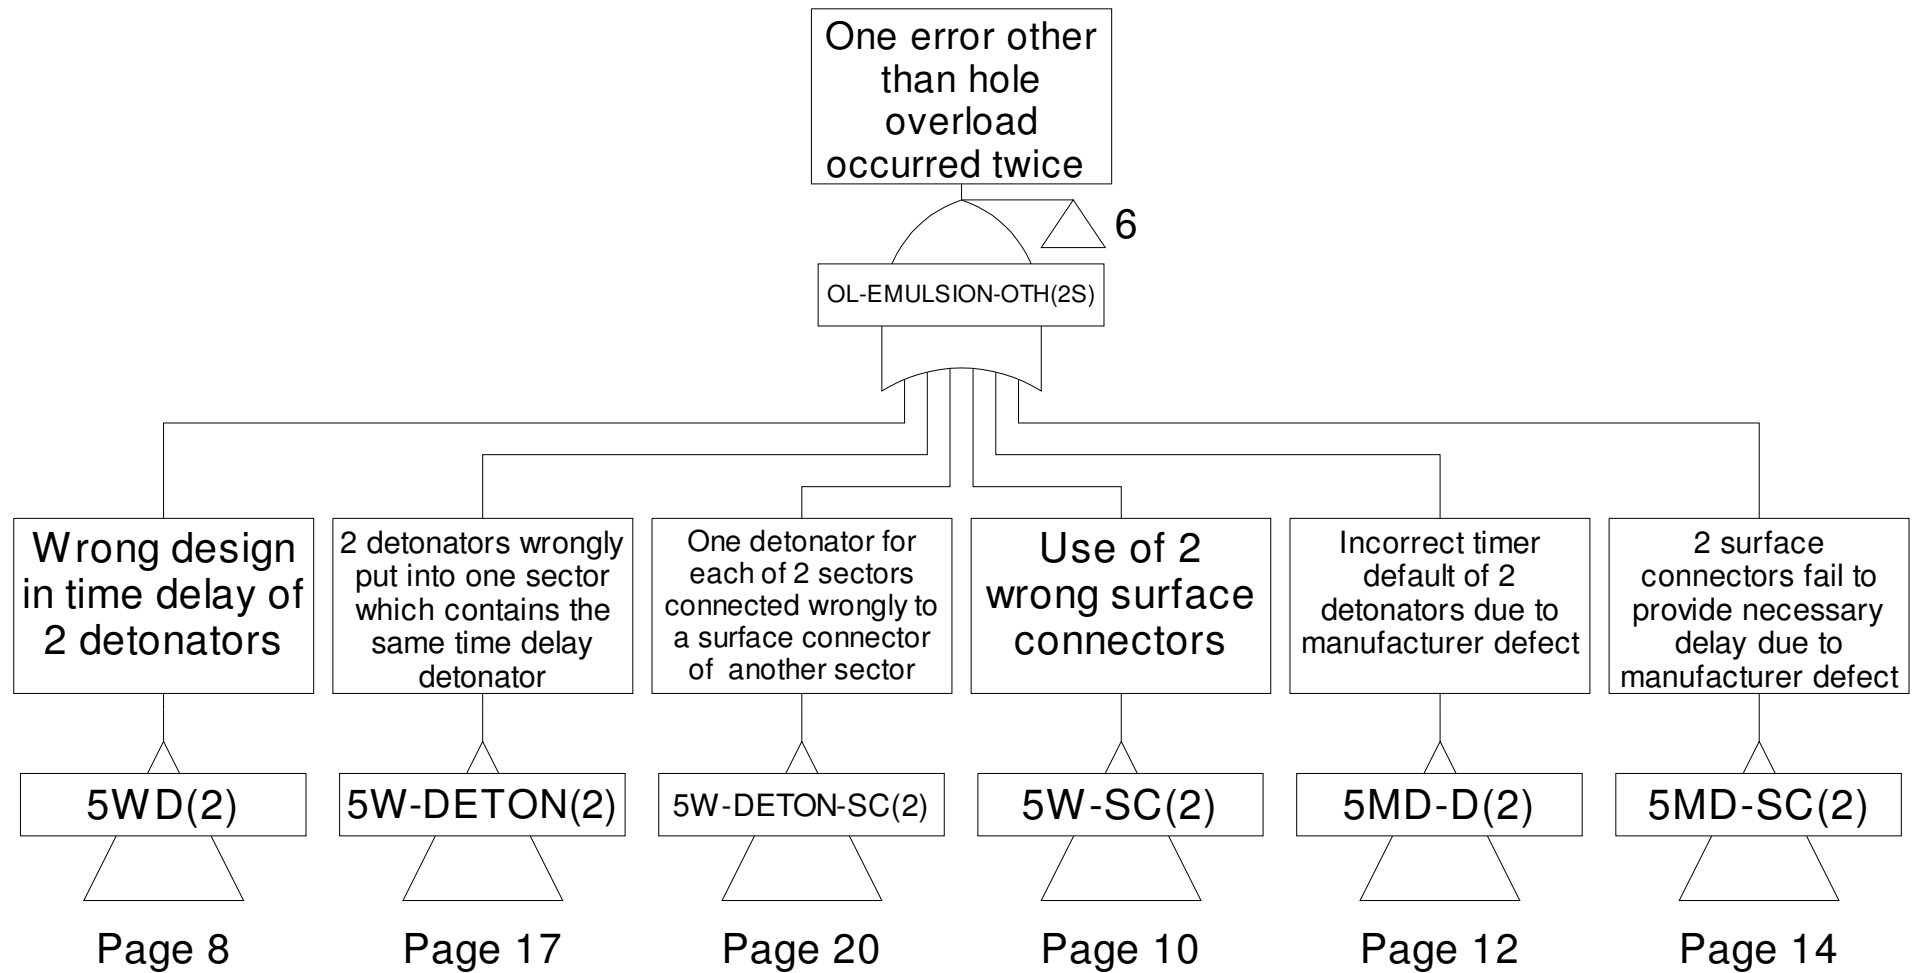 One error other
than hole
overload
occurred twice
6
OL-EMULSION-OTH(2S)
Wrong design
in time delay of
2 detonators
2 detonators wrongly
put into one sector
which contains the
same time delay
detonator
One detonator for
each of 2 sectors
connected wrongly to
a surface connector
of another sector
Use of 2
wrong surface
connectors
Incorrect timer
default of 2
detonators due to
manufacturer defect
2 surface
connectors fail to
provide necessary
delay due to
manufacturer defect
5WD(2)
5W-DETON(2)
5W-DETON-SC(2)
5W-SC(2)
5MD-D(2)
5MD-SC(2)
Page 8
Page 17
Page 20
Page 10
Page 12
Page 14